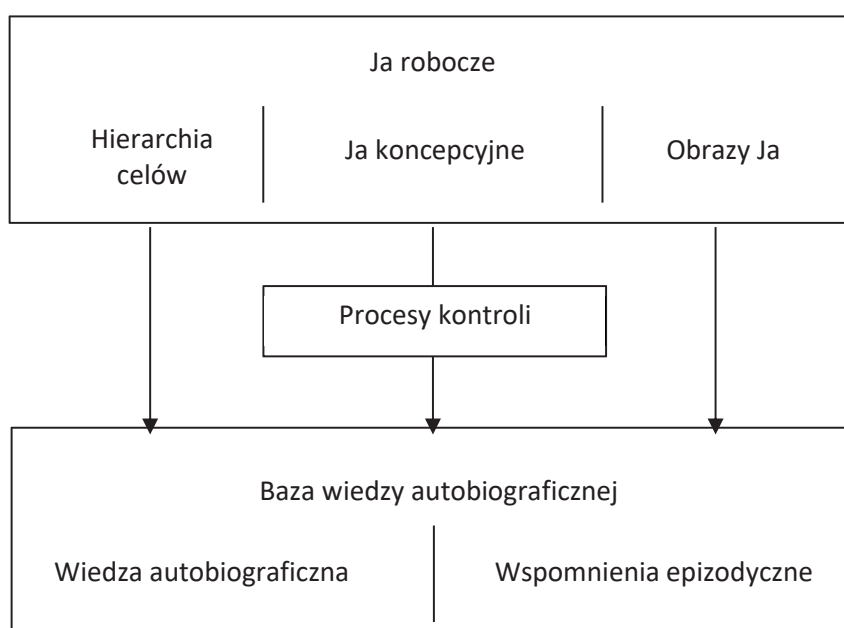 Ja robocze
Hierarchia
celów
Ja koncepcyjne
Obrazy Ja
Procesy kontroli
Baza wiedzy autobiograficznej
Wiedza autobiograficzna
Wspomnienia epizodyczne